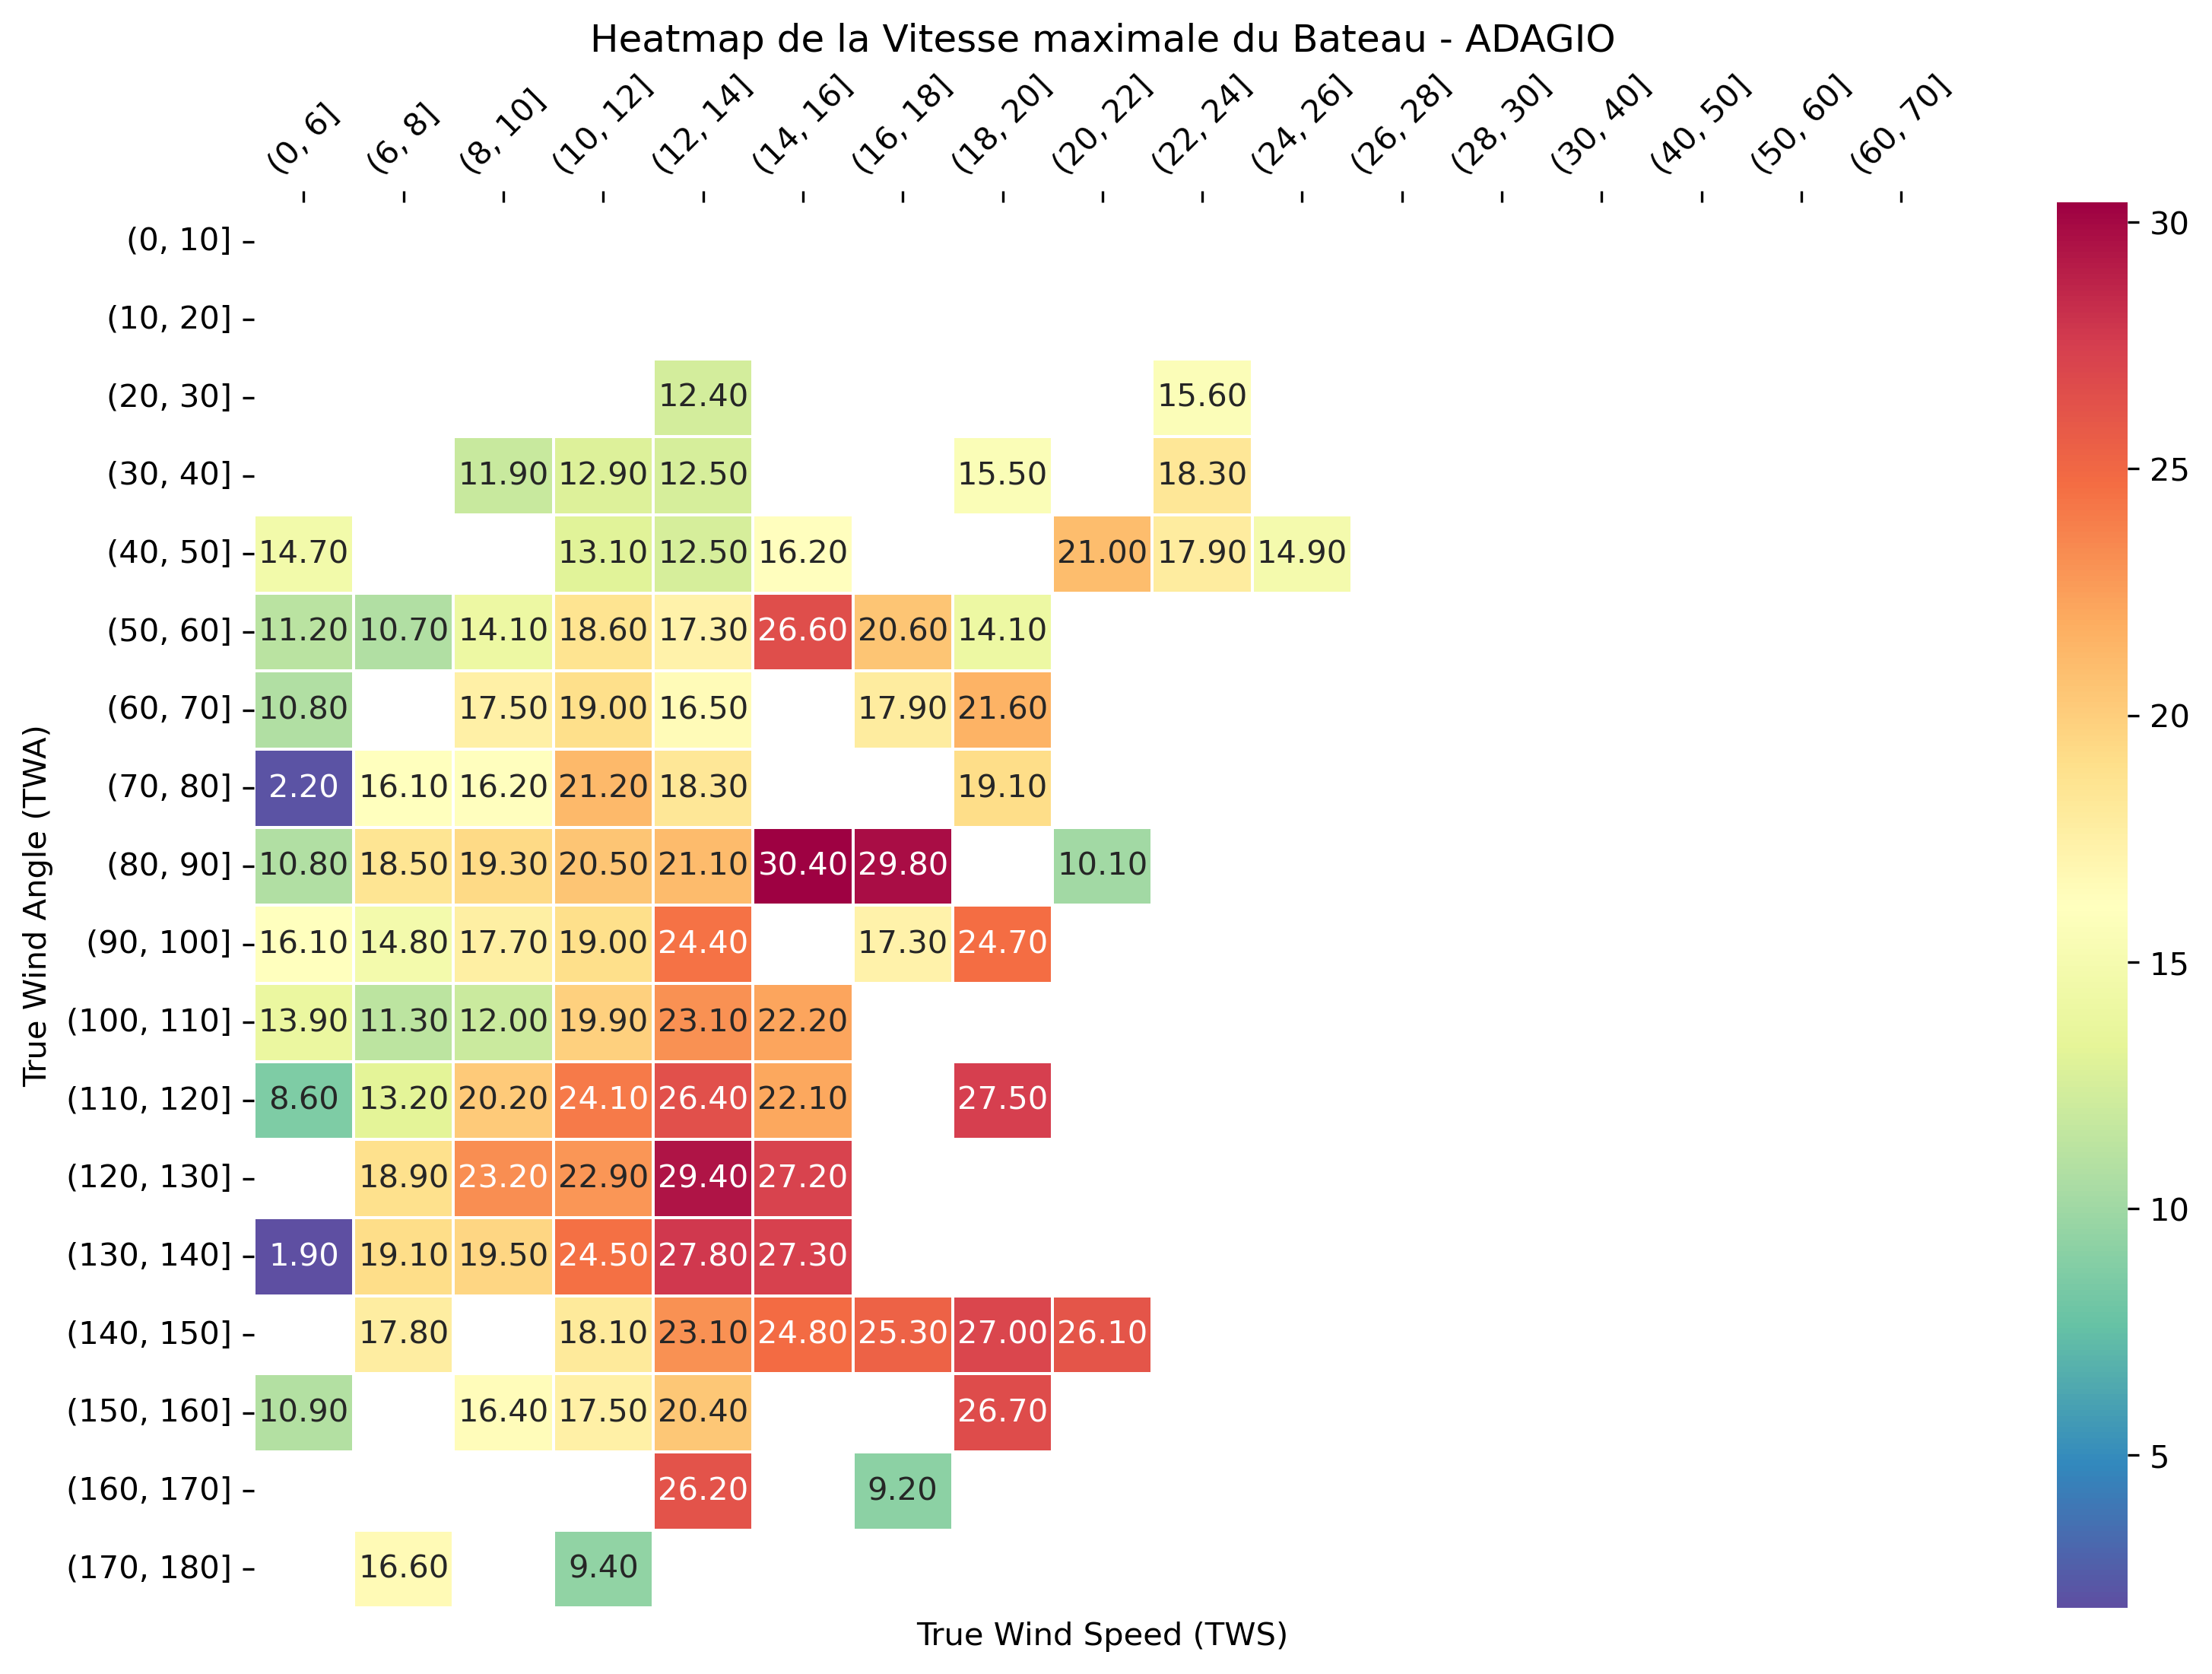 Heatmap de la Vitesse maximale du Bateau - ADAGIO
(0, 6] (6, 8] (8, 10] (10, 12] (12, 14] (14, 16] (16, 18] (18, 20] (20, 22] (22, 24] (24, 26] (26, 28] (28, 30] (30, 40] (40, 50] (50, 60] (60, 70]
(0, 10]
(10, 20]
(20, 30] 12.40 15.60
(30, 40] 11.90 12.90 12.50 15.50 18.30
(40, 50] 14.70 13.10 12.50 16.20 21.00 17.90 14.90
(50, 60] 11.20 10.70 14.10 18.60 17.30 26.60 20.60 14.10
(60, 70] 10.80 17.50 19.00 16.50 17.90 21.60
(70, 80] 2.20 16.10 16.20 21.20 18.30 19.10
(80, 90] 10.80 18.50 19.30 20.50 21.10 30.40 29.80 10.10
(90, 100] 16.10 14.80 17.70 19.00 24.40 17.30 24.70
(100, 110] 13.90 11.30 12.00 19.90 23.10 22.20
(110, 120] 8.60 13.20 20.20 24.10 26.40 22.10 27.50
(120, 130] 18.90 23.20 22.90 29.40 27.20
(130, 140] 1.90 19.10 19.50 24.50 27.80 27.30
(140, 150] 17.80 18.10 23.10 24.80 25.30 27.00 26.10
(150, 160] 10.90 16.40 17.50 20.40 26.70
(160, 170] 26.20 9.20
(170, 180] 16.60 9.40
True Wind Angle (TWA)
True Wind Speed (TWS)
30
25
20
15
10
5